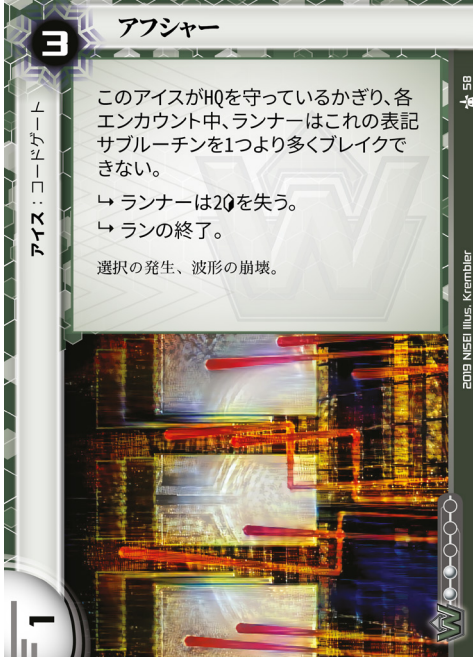 3
アフシャー
アイス：コードゲート
このアイスがHQを守っているかぎり、各
エンカウント中、ランナーはこれの表記
サブルーチンを1つより多くブレイクで
きない。
↳ ランナーは2を失う。
↳ ランの終了。
選択の発生、波形の崩壊。
58
2019 NISEI Illus. Krembler
1